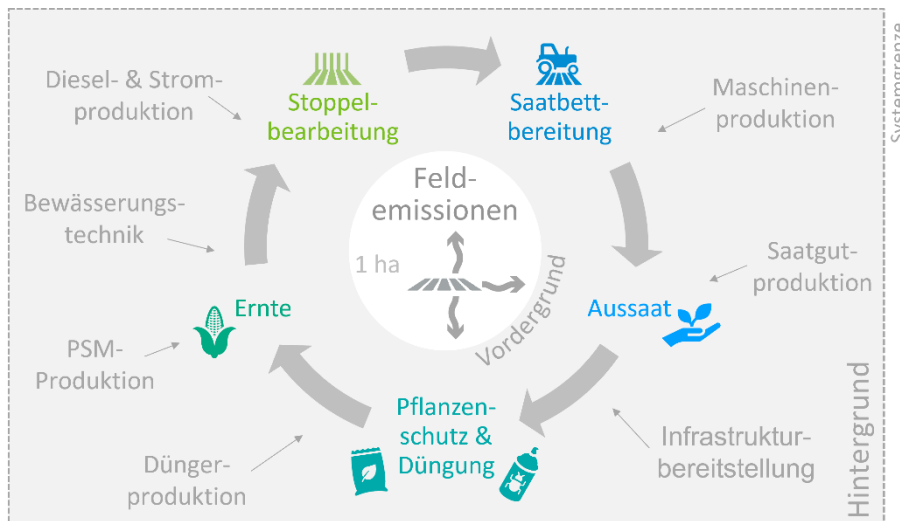 Diesel- & Strom-
produktion
Stoppel-
bearbeitung
Saatbett-
bereitung
Maschinen-
produktion
Systemgrenze
Feld-
emissionen
1 ha
Vordergrund
Bewässerungs-
technik
Saatgut-
produktion
Ernte
Aussaat
PSM-
Produktion
Pflanzen-
schutz &
Düngung
Dünger-
produktion
Infrastruktur-
bereitstellung
Hintergrund